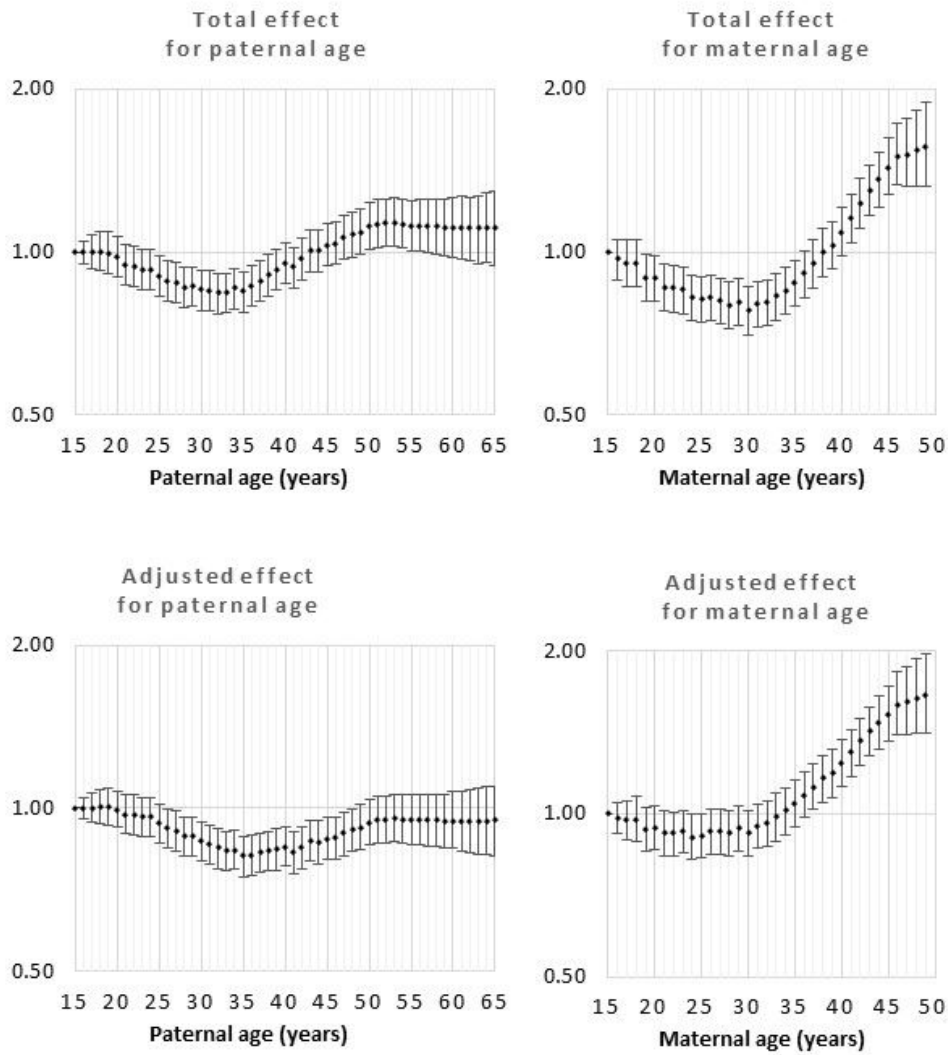 Total effect
for paternal age
2.00
1.00
0.50
15 20 25 30 35 40 45 50 55 60 65
Paternal age (years)
Total effect
for maternal age
2.00
1.00
0.50
15 20 25 30 35 40 45 50
Maternal age (years)
Adjusted effect
for paternal age
2.00
1.00
0.50
15 20 25 30 35 40 45 50 55 60 65
Paternal age (years)
Adjusted effect
for maternal age
2.00
1.00
0.50
15 20 25 30 35 40 45 50
Maternal age (years)